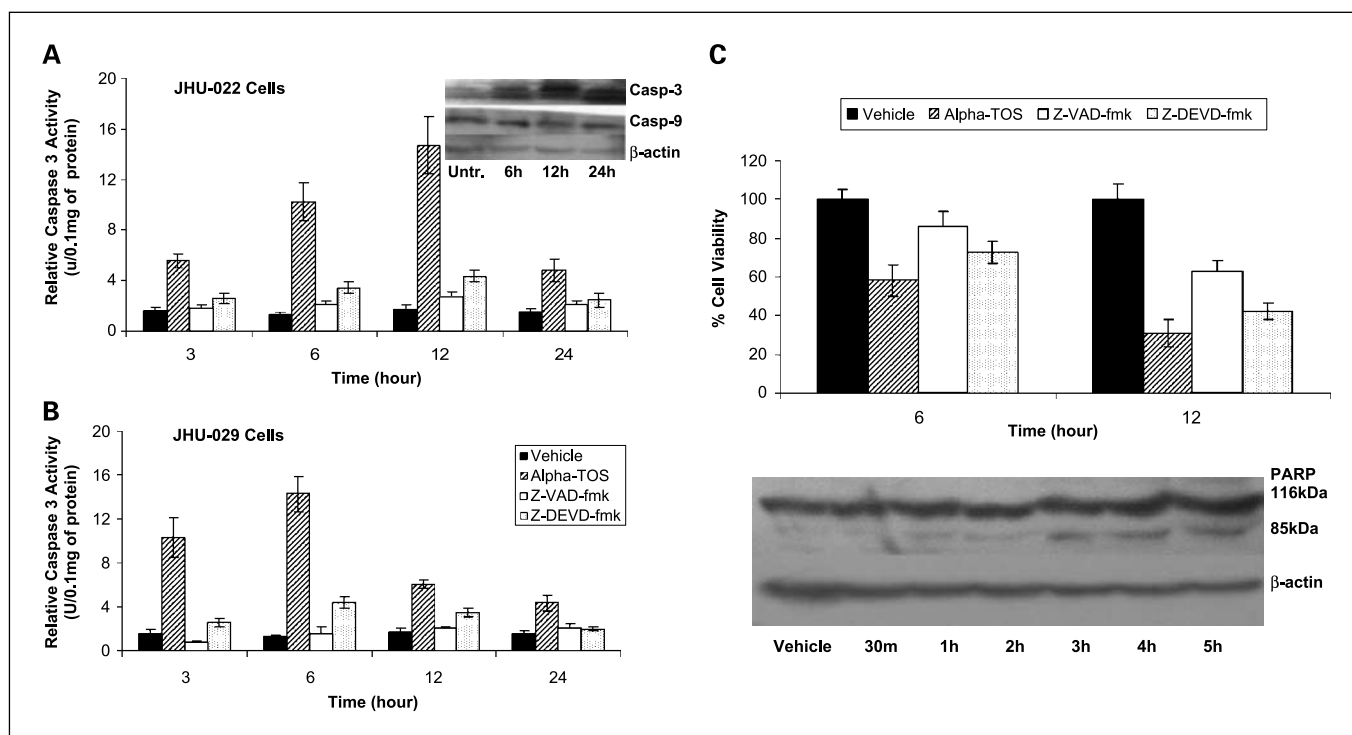 A
JHU-022 Cells
Relative Caspase 3 Activity
(u/0.1mg of protein)
20
16
12
8
4
0
3 6 12 24
Time (hour)
Casp-3
Casp-9
β-actin
Untr. 6h 12h 24h
B
JHU-029 Cells
Relative Caspase 3 Activity
(U/0.1mg of protein)
20
16
12
8
4
0
3 6 12 24
Time (hour)
Vehicle
Alpha-TOS
Z-VAD-fmk
Z-DEVD-fmk
C
Vehicle Alpha-TOS Z-VAD-fmk Z-DEVD-fmk
% Cell Viability
120
100
80
60
40
20
0
6 12
Time (hour)
PARP
116kDa
85kDa
β-actin
Vehicle 30m 1h 2h 3h 4h 5h